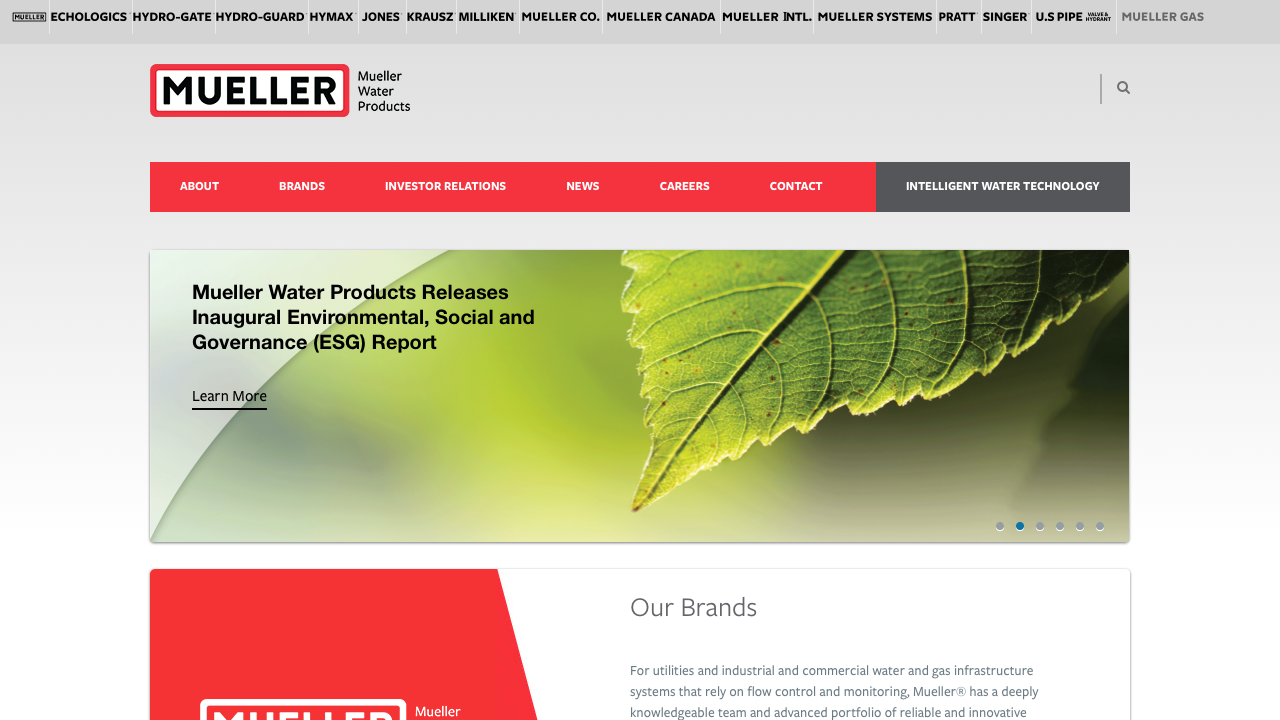 MUELLER ECHOLOGICS HYDRO-GATE HYDRO-GUARD HYMAX JONES KRAUSZ MILLIKEN MUELLER CO. MUELLER CANADA MUELLER INTL. MUELLER SYSTEMS PRATT SINGER U.S PIPE VALVE & HYDRANT MUELLER GAS
MUELLER
Mueller
Water
Products
ABOUT BRANDS INVESTOR RELATIONS NEWS CAREERS CONTACT INTELLIGENT WATER TECHNOLOGY
Mueller Water Products Releases
Inaugural Environmental, Social and
Governance (ESG) Report
Learn More
Our Brands
For utilities and industrial and commercial water and gas infrastructure
systems that rely on flow control and monitoring, Mueller® has a deeply
knowledgeable team and advanced portfolio of reliable and innovative
MUELLER
Mueller